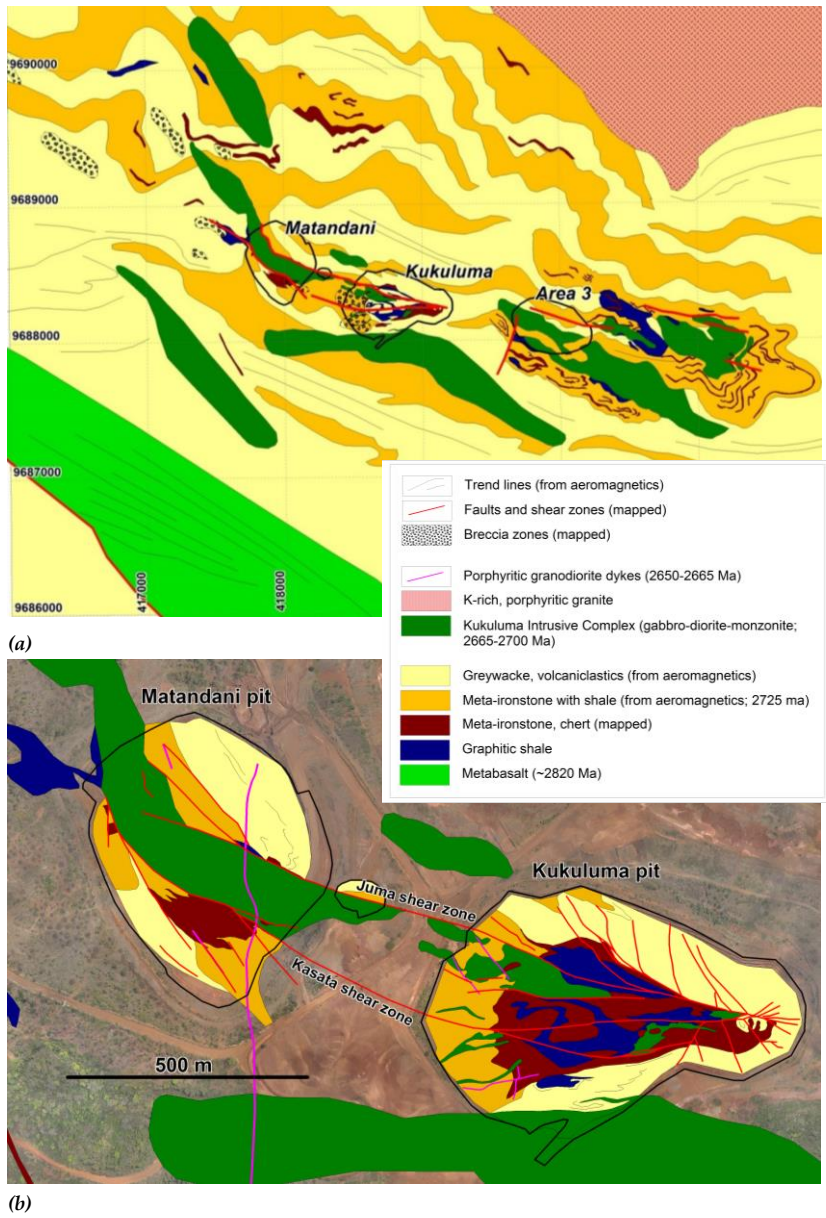 9690000
9689000
Matandani
Kukuluma
Area 3
9688000
9687000
9686000
417000
418000
(a)
Trend lines (from aeromagnetics)
Faults and shear zones (mapped)
Breccia zones (mapped)
Porphyritic granodiorite dykes (2650-2665 Ma)
K-rich, porphyritic granite
Kukuluma Intrusive Complex (gabbro-diorite-monzonite;
2665-2700 Ma)
Greywacke, volcaniclastics (from aeromagnetics)
Meta-ironstone with shale (from aeromagnetics; 2725 ma)
Meta-ironstone, chert (mapped)
Graphitic shale
Metabasalt (~2820 Ma)
Matandani pit
Kukuluma pit
Juma shear zone
Kasata shear zone
500 m
(b)